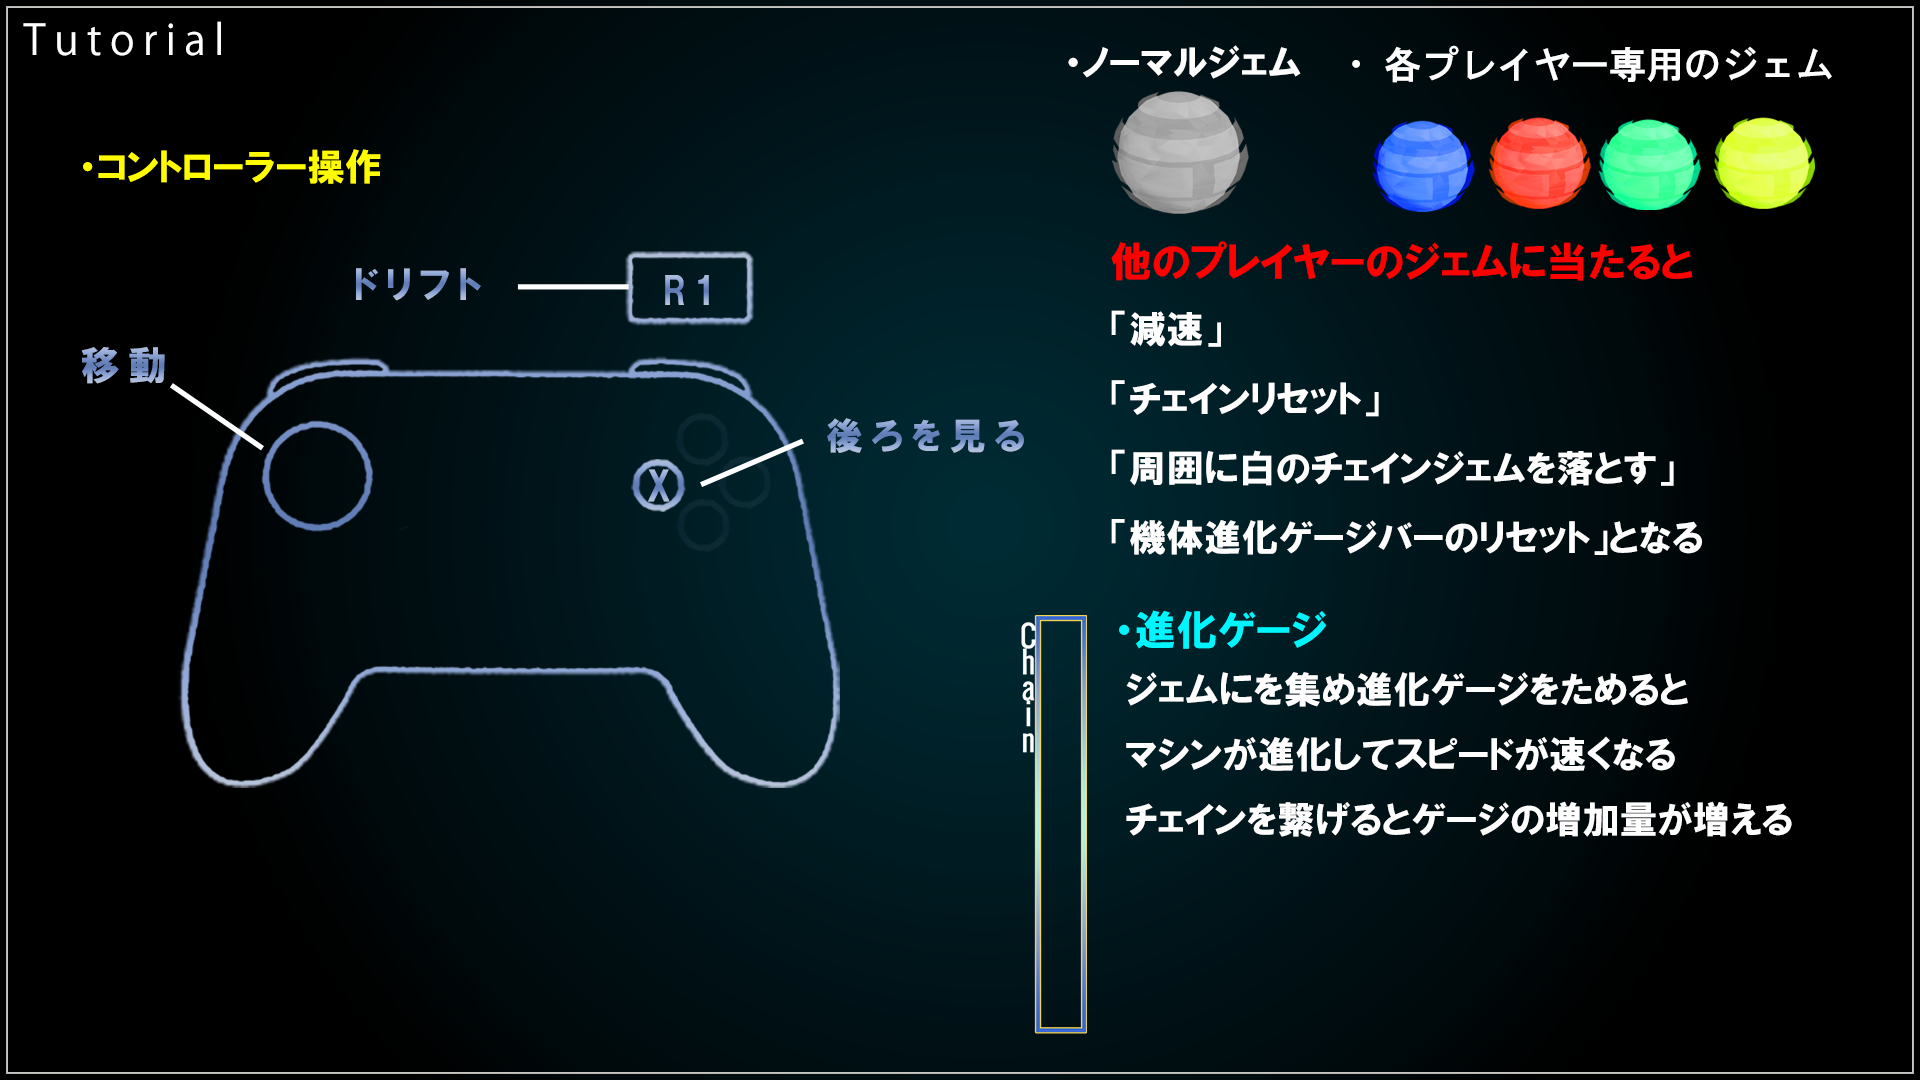 Tutorial
・コントローラー操作
ドリフト
R1
移動
X
後ろを見る
・ノーマルジェム
・各プレイヤー専用のジェム
他のプレイヤーのジェムに当たると
「減速」
「チェインリセット」
「周囲に白のチェインジェムを落とす」
「機体進化ゲージバーのリセット」となる
Chain
・進化ゲージ
ジェムにを集め進化ゲージをためると
マシンが進化してスピードが速くなる
チェインを繋げるとゲージの増加量が増える